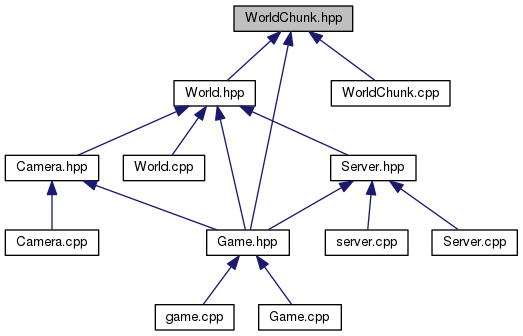 WorldChunk.hpp
World.hpp
WorldChunk.cpp
Camera.hpp
World.cpp
Server.hpp
Camera.cpp
Game.hpp
server.cpp
Server.cpp
game.cpp
Game.cpp